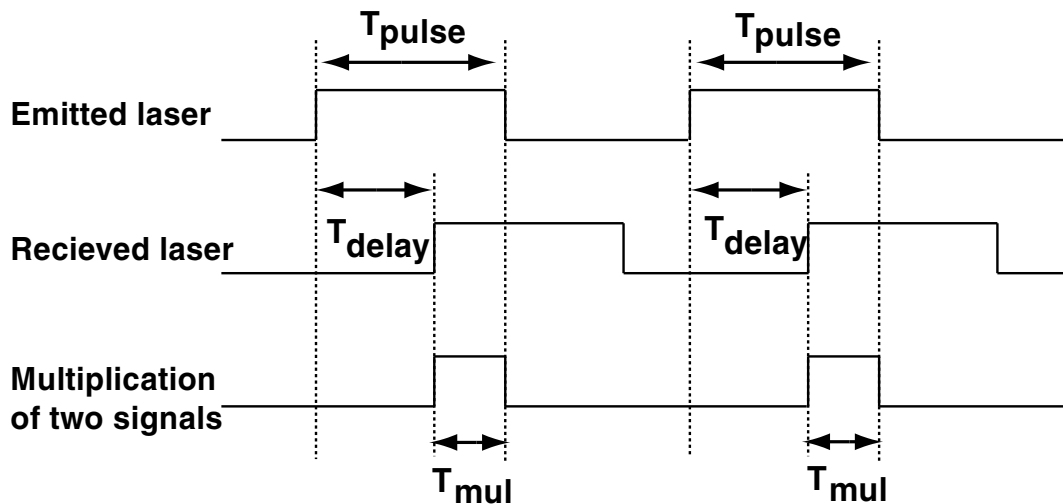 Tpulse Tpulse
Emitted laser
Tdelay Tdelay
Recieved laser
Multiplication
of two signals
Tmul Tmul